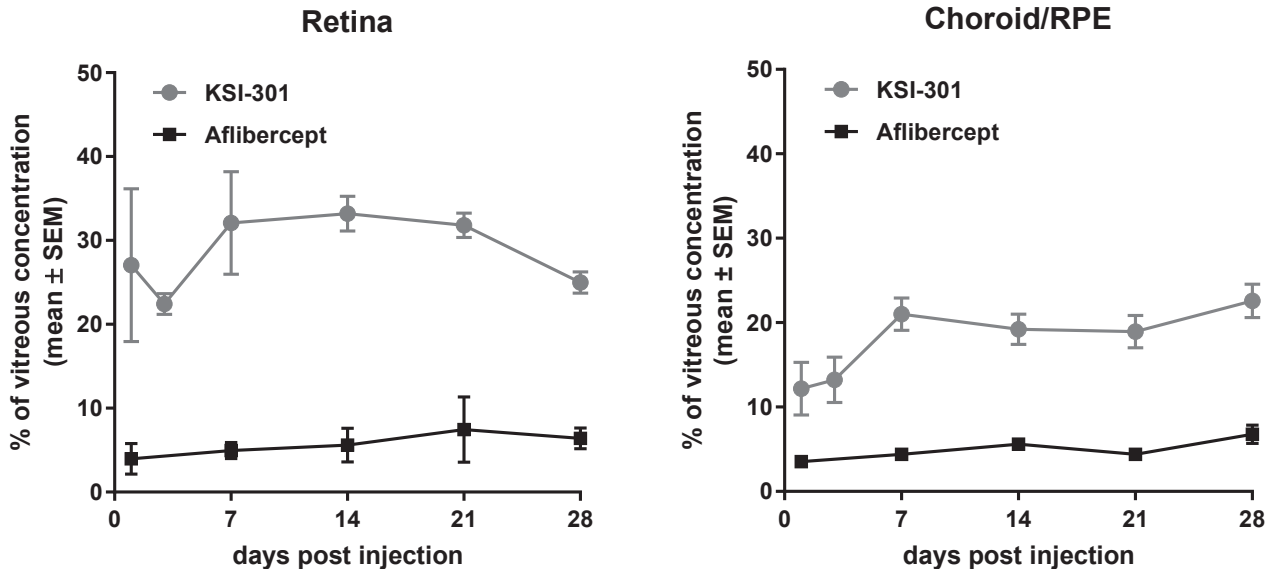 Retina
% of vitreous concentration
(mean ± SEM)
50
40
30
20
10
0
KSI-301
Aflibercept
0 7 14 21 28
days post injection
Choroid/RPE
% of vitreous concentration
(mean ± SEM)
50
40
30
20
10
0
KSI-301
Aflibercept
0 7 14 21 28
days post injection